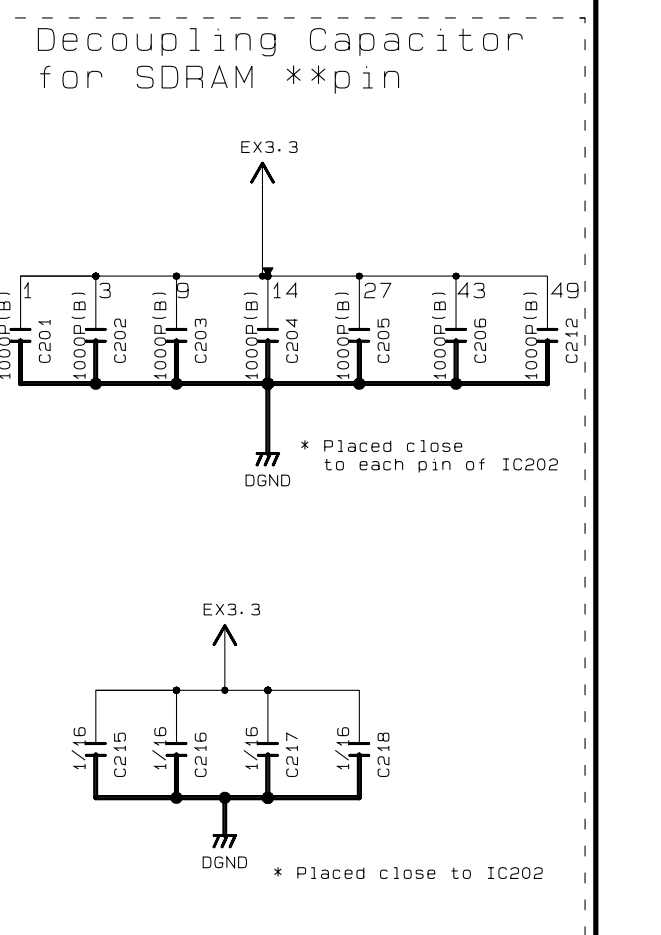 Decoupling Capacitor
for SDRAM **pin
EX3.3
1 3 9 14 27 43 49
1000P(B) C201 1000P(B) C202 1000P(B) C203 1000P(B) C204 1000P(B) C205 1000P(B) C206 1000P(B) C212
* Placed close
to each pin of IC202
DGND
EX3.3
1/16 C215 1/16 C216 1/16 C217 1/16 C218
DGND
* Placed close to IC202